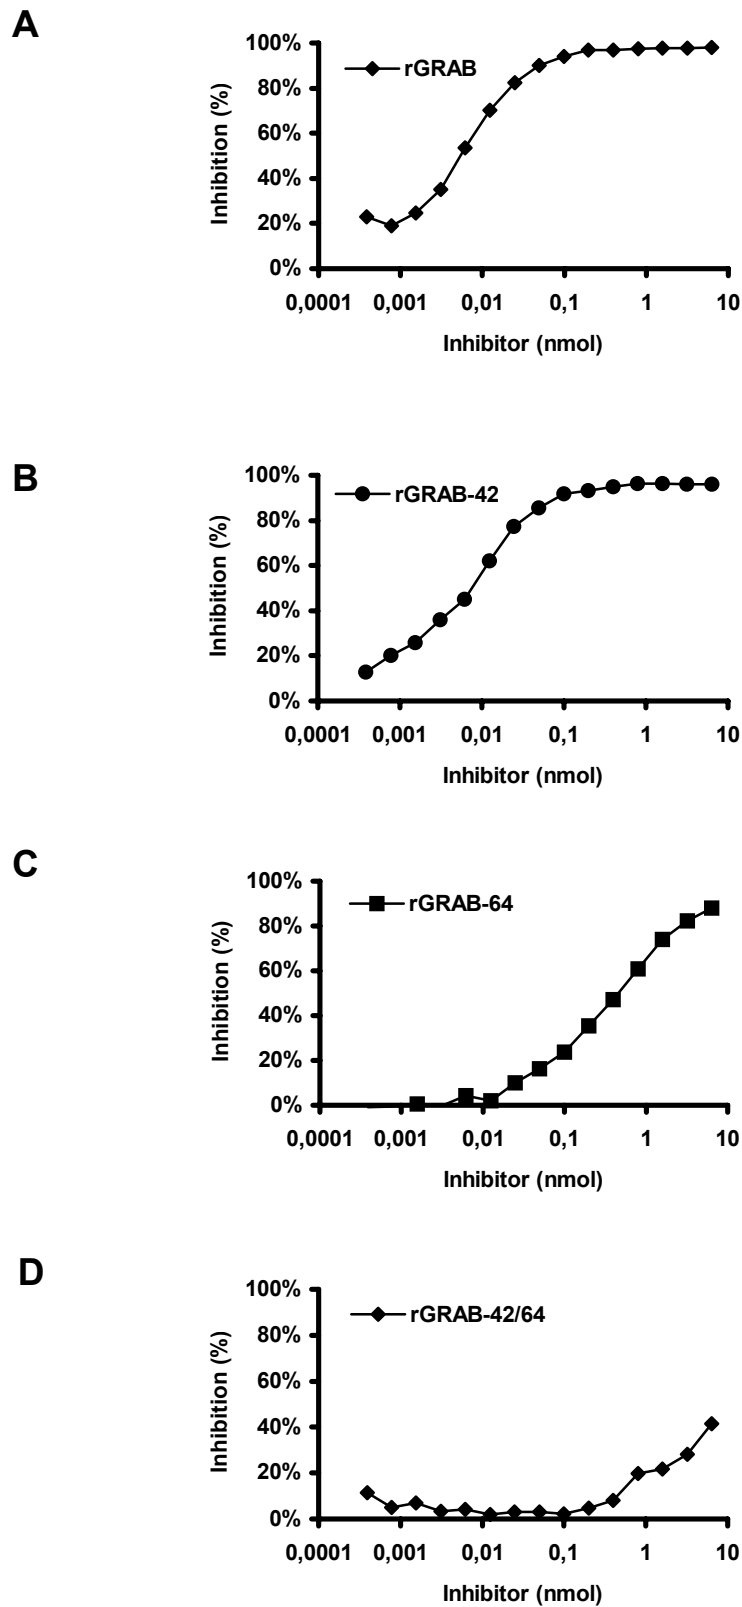 A
100%
80%
60%
40%
20%
0%
Inhibition (%)
rGRAB
0,0001 0,001 0,01 0,1 1 10
Inhibitor (nmol)
B
100%
80%
60%
40%
20%
0%
Inhibition (%)
rGRAB-42
0,0001 0,001 0,01 0,1 1 10
Inhibitor (nmol)
C
100%
80%
60%
40%
20%
0%
Inhibition (%)
rGRAB-64
0,0001 0,001 0,01 0,1 1 10
Inhibitor (nmol)
D
100%
80%
60%
40%
20%
0%
Inhibition (%)
rGRAB-42/64
0,0001 0,001 0,01 0,1 1 10
Inhibitor (nmol)